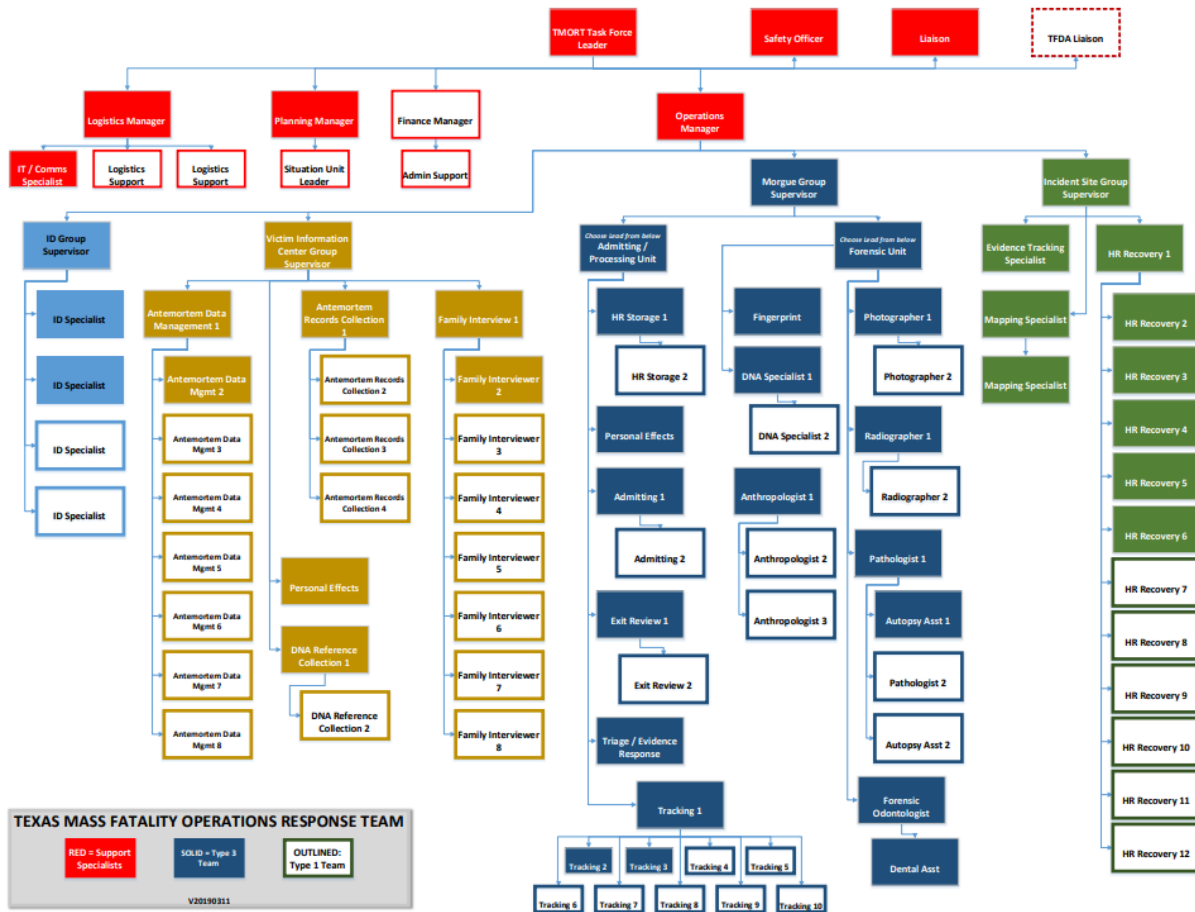 TMORT Task Force
Leader
Safety Officer
Liaison
TFDA Liaison
Logistics Manager
Planning Manager
Finance Manager
Operations
Manager
IT / Comms
Specialist
Logistics
Support
Logistics
Support
Situation Unit
Leader
Admin Support
Morgue Group
Supervisor
Incident Site Group
Supervisor
ID Group
Supervisor
Victim Information
Center Group
Supervisor
Choose Lead from below
Admitting /
Processing Unit
Choose Lead from below
Forensic Unit
Evidence Tracking
Specialist
HR Recovery 1
ID Specialist
ID Specialist
ID Specialist
ID Specialist
Antemortem Data
Management 1
Antemortem Data
Mgmt 2
Antemortem Data
Mgmt 3
Antemortem Data
Mgmt 4
Antemortem Data
Mgmt 5
Antemortem Data
Mgmt 6
Antemortem Data
Mgmt 7
Antemortem Data
Mgmt 8
Antemortem
Records Collection
1
Antemortem Records
Collection 2
Antemortem Records
Collection 3
Antemortem Records
Collection 4
Personal Effects
DNA Reference
Collection 1
DNA Reference
Collection 2
Family Interview 1
Family Interviewer
2
Family Interviewer
3
Family Interviewer
4
Family Interviewer
5
Family Interviewer
6
Family Interviewer
7
Family Interviewer
8
HR Storage 1
HR Storage 2
Personal Effects
Admitting 1
Admitting 2
Exit Review 1
Exit Review 2
Triage / Evidence
Response
Tracking 1
Tracking 2
Tracking 3
Tracking 4
Tracking 5
Tracking 6
Tracking 7
Tracking 8
Tracking 9
Tracking 10
Fingerprint
DNA Specialist 1
DNA Specialist 2
Anthropologist 1
Anthropologist 2
Anthropologist 3
Photographer 1
Photographer 2
Radiographer 1
Radiographer 2
Pathologist 1
Autopsy Asst 1
Pathologist 2
Autopsy Asst 2
Forensic
Odontologist
Dental Asst
Mapping Specialist
Mapping Specialist
HR Recovery 2
HR Recovery 3
HR Recovery 4
HR Recovery 5
HR Recovery 6
HR Recovery 7
HR Recovery 8
HR Recovery 9
HR Recovery 10
HR Recovery 11
HR Recovery 12
TEXAS MASS FATALITY OPERATIONS RESPONSE TEAM
RED = Support
Specialists
SOLID = Type 3
Team
OUTLINED:
Type 1 Team
V20190311